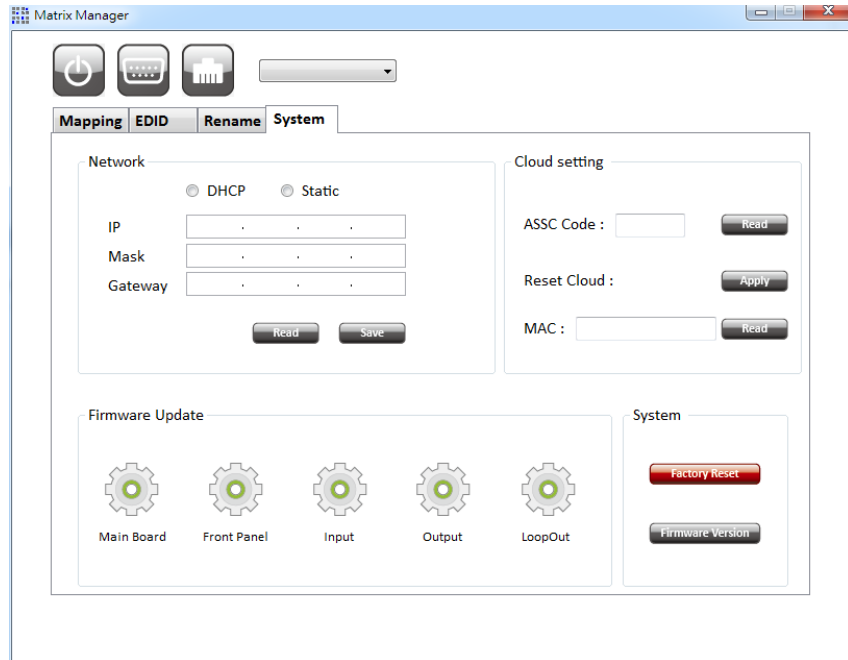 Matrix Manager
Mapping EDID Rename System
Network
DHCP Static
IP . . .
Mask . . .
Gateway . . .
Read Save
Cloud setting
ASSC Code : Read
Reset Cloud : Apply
MAC : Read
Firmware Update
Main Board Front Panel Input Output LoopOut
System
Factory Reset
Firmware Version